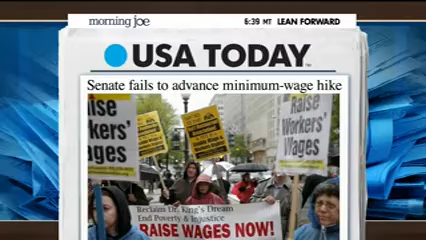 morning joe
6:39 MT LEAN FORWARD
USA TODAY
Senate fails to advance minimum-wage hike
Raise
Workers'
Wages
Raise
Workers'
Wages
Reclaim Dr. King's Dream
End Poverty & Injustice
RAISE WAGES NOW!